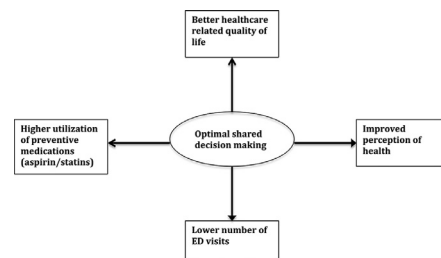 Better healthcare
related quality of
life
Higher utilization
of preventive
medications
(aspirin/statins)
Optimal shared
decision making
Improved
perception of
health
Lower number of
ED visits